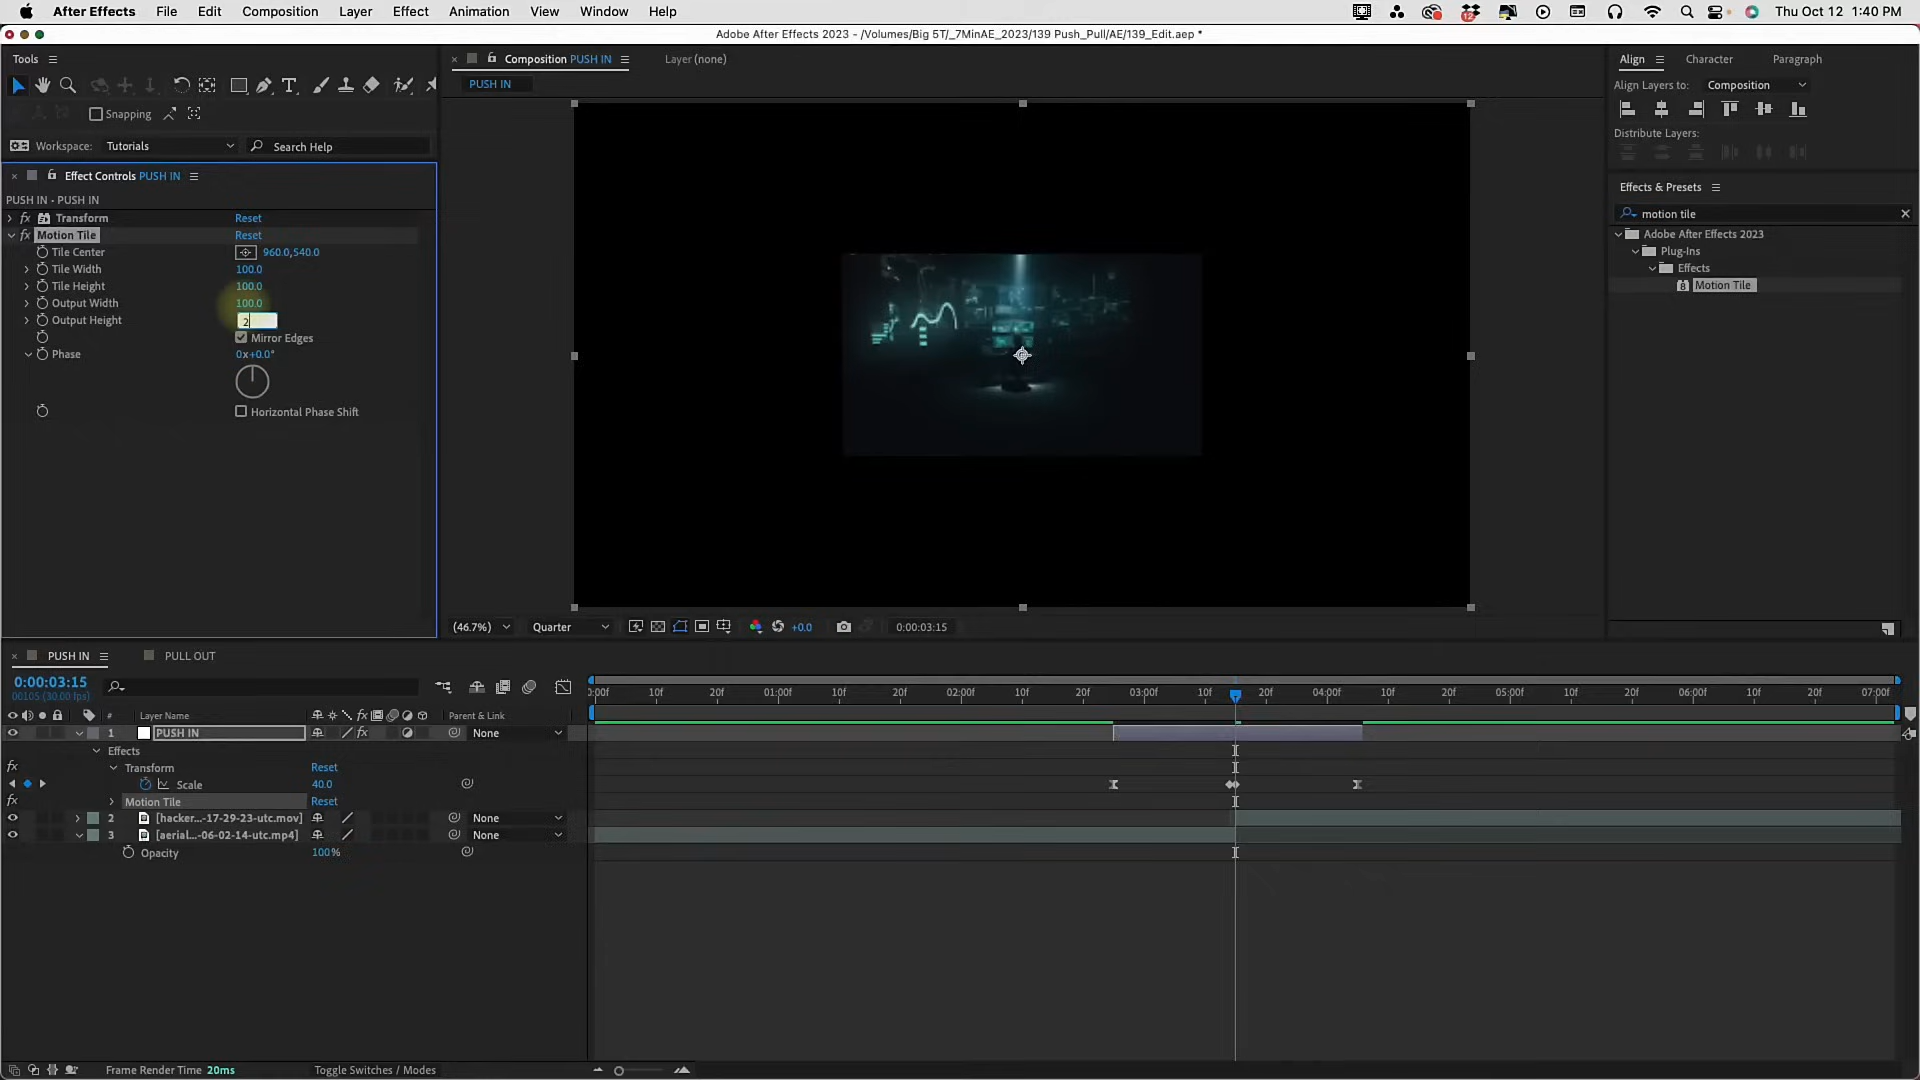 After Effects File Edit Composition Layer Effect Animation View Window Help Thu Oct 12 1:40 PM
Adobe After Effects 2023 - /Volumes/Big 5T/_7MinAE_2023/139 Push_Pull/AE/139_Edit.aep *
Tools
Snapping
Workspace: Tutorials Search Help
Effect Controls PUSH IN
PUSH IN • PUSH IN
fx Transform Reset
fx Motion Tile Reset
Tile Center 960.0,540.0
Tile Width 100.0
Tile Height 100.0
Output Width 100.0
Output Height 2
Mirror Edges
Phase 0x+0.0°
Horizontal Phase Shift
Composition PUSH IN Layer (none)
PUSH IN
(46.7%) Quarter +0.0 0:00:03:15
Align Character Paragraph
Align Layers to: Composition
Distribute Layers:
Effects & Presets
motion tile
Adobe After Effects 2023
Plug-Ins
Effects
8 Motion Tile
PUSH IN PULL OUT
0:00:03:15
00105 (30.00 fps)
:00f 10f 20f 01:00f 10f 20f 02:00f 10f 20f 03:00f 10f 20f 04:00f 10f 20f 05:00f 10f 20f 06:00f 10f 20f 07:00f
# Layer Name fx Parent & Link
1 PUSH IN fx None
Effects
fx Transform Reset
Scale 40.0
fx Motion Tile Reset
2 [hacker...-17-29-23-utc.mov] None
3 [aerial...-06-02-14-utc.mp4] None
Opacity 100%
Frame Render Time 20ms Toggle Switches / Modes